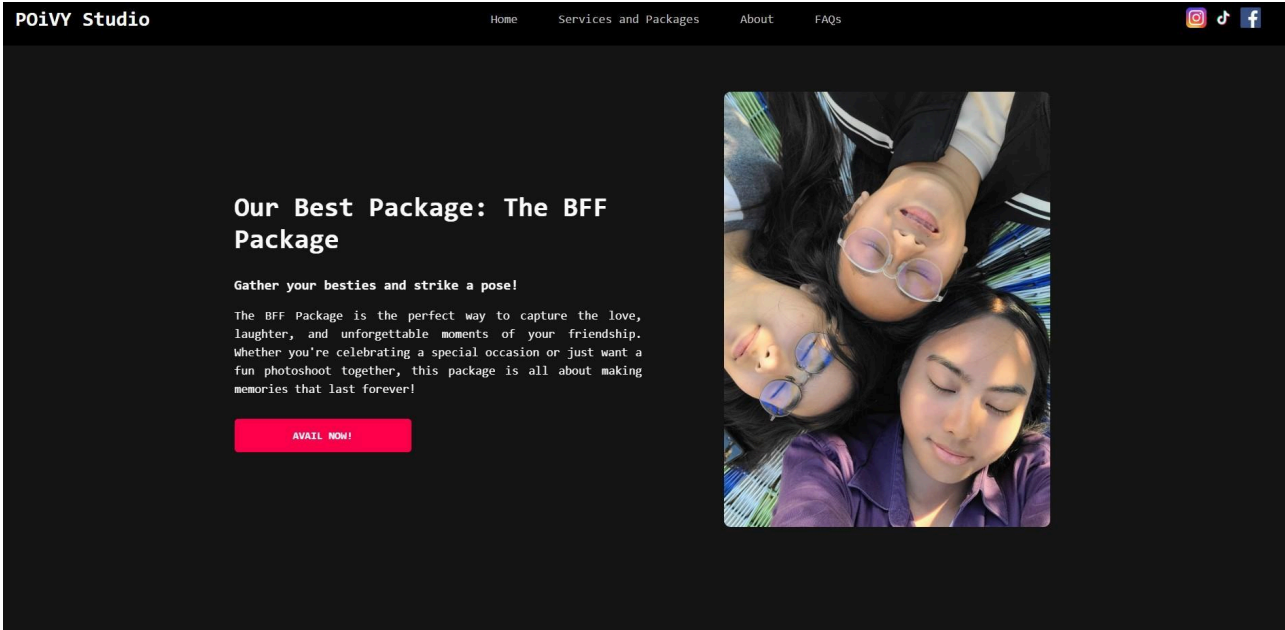 POiVY Studio
Home Services and Packages About FAQs
Our Best Package: The BFF
Package
Gather your besties and strike a pose!
The BFF Package is the perfect way to capture the love,
laughter, and unforgettable moments of your friendship.
Whether you're celebrating a special occasion or just want a
fun photoshoot together, this package is all about making
memories that last forever!
AVAIL NOW!